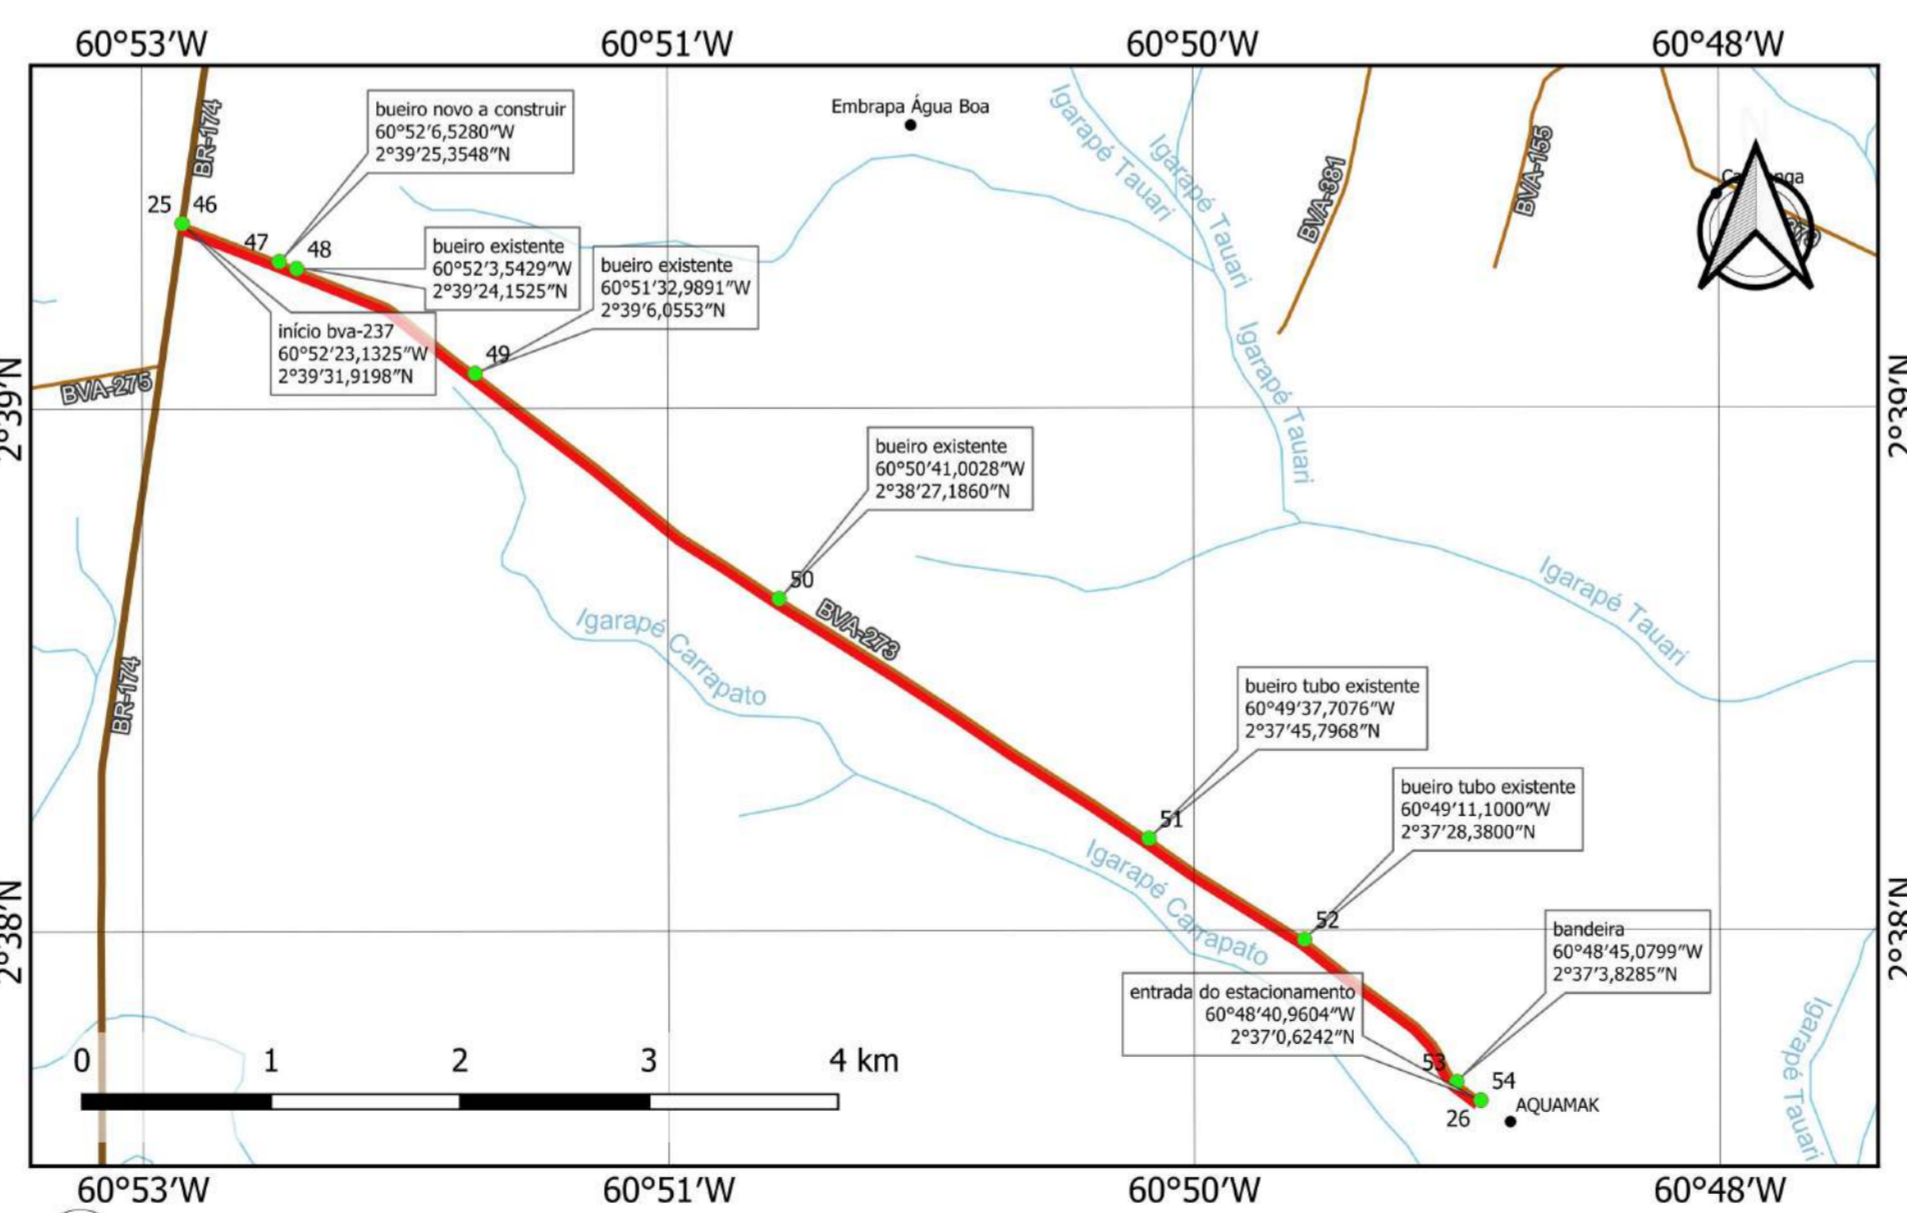 60°53'W
60°51'W
60°50'W
60°48'W
bueiro novo a construir
60°52'6,5280"W
2°39'25,3548"N
Embrapa Água Boa
BR-174
Igarapé Tauari
Igarapé Tauari
BVA-381
BVA-155
N
25 46
47
48
bueiro existente
60°52'3,5429"W
2°39'24,1525"N
bueiro existente
60°51'32,9891"W
2°39'6,0553"N
início bva-237
60°52'23,1325"W
2°39'31,9198"N
49
Igarapé Tauari
BVA-275
2°39'N
2°39'N
bueiro existente
60°50'41,0028"W
2°38'27,1860"N
50
BVA-273
Igarapé Tauari
Igarapé Carrapato
BR-174
bueiro tubo existente
60°49'37,7076"W
2°37'45,7968"N
51
bueiro tubo existente
60°49'11,1000"W
2°37'28,3800"N
Igarapé Carrapato
52
2°38'N
2°38'N
bandeira
60°48'45,0799"W
2°37'3,8285"N
entrada do estacionamento
60°48'40,9604"W
2°37'0,6242"N
Igarapé Tauari
0 1 2 3 4 km
53
54
26
AQUAMAK
60°53'W
60°51'W
60°50'W
60°48'W